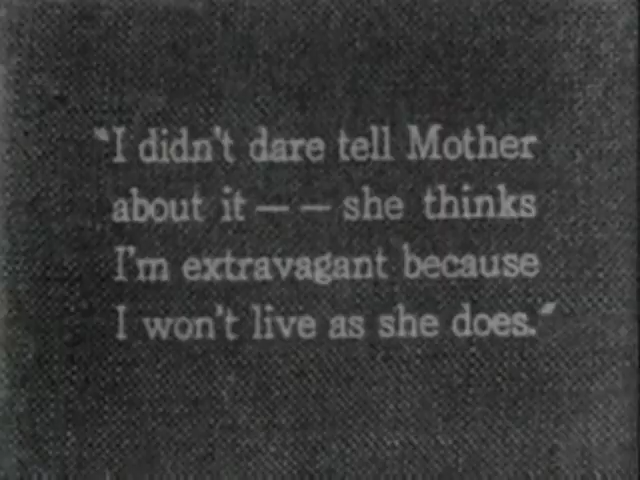 "I didn't dare tell Mother
about it — — she thinks
I'm extravagant because
I won't live as she does."